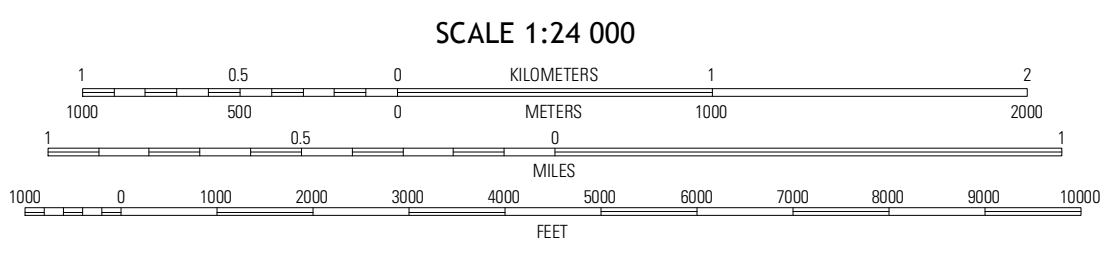 SCALE 1:24 000
1 0.5 0 KILOMETERS 1 2
1000 500 0 METERS 1000 2000
1 0.5 0 1
MILES
1000 0 1000 2000 3000 4000 5000 6000 7000 8000 9000 10000
FEET